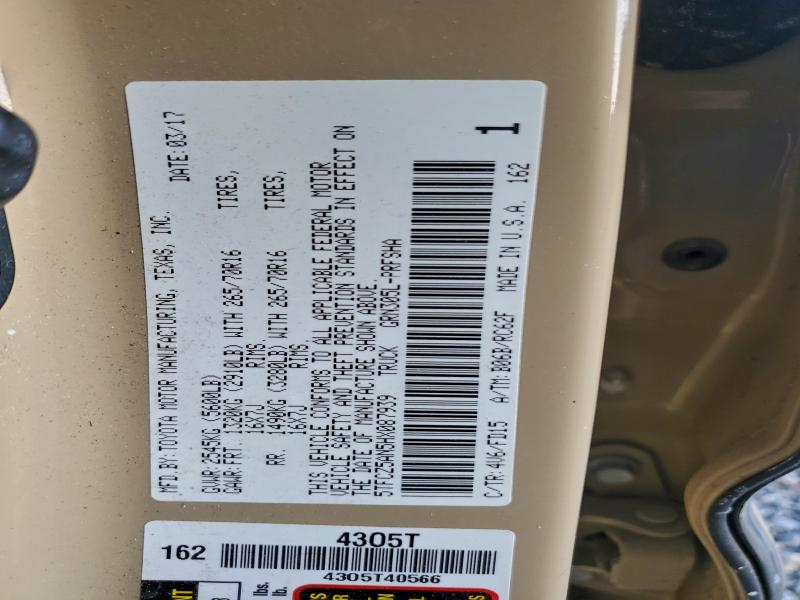 MFD. BY: TOYOTA MOTOR MANUFACTURING, TEXAS, INC. DATE: 03/17
GVWR: 2545KG (5600LB)
GAWR: FRT. 1320KG (2910LB) WITH 265/70R16 TIRES,
16X7J RIMS.
RR. 1490KG (3280LB) WITH 265/70R16 TIRES,
16X7J RIMS.
THIS VEHICLE CONFORMS TO ALL APPLICABLE FEDERAL MOTOR
VEHICLE SAFETY AND THEFT PREVENTION STANDARDS IN EFFECT ON
THE DATE OF MANUFACTURE SHOWN ABOVE.
5TFCZ5AN5HX087939 TRUCK GRN305L-PRFSHA
1
C/TR: 4V6/FD15 A/TM: B06B/RC62F MADE IN U.S.A. 162
162
4305T
4305T40566
lbs.
lb.